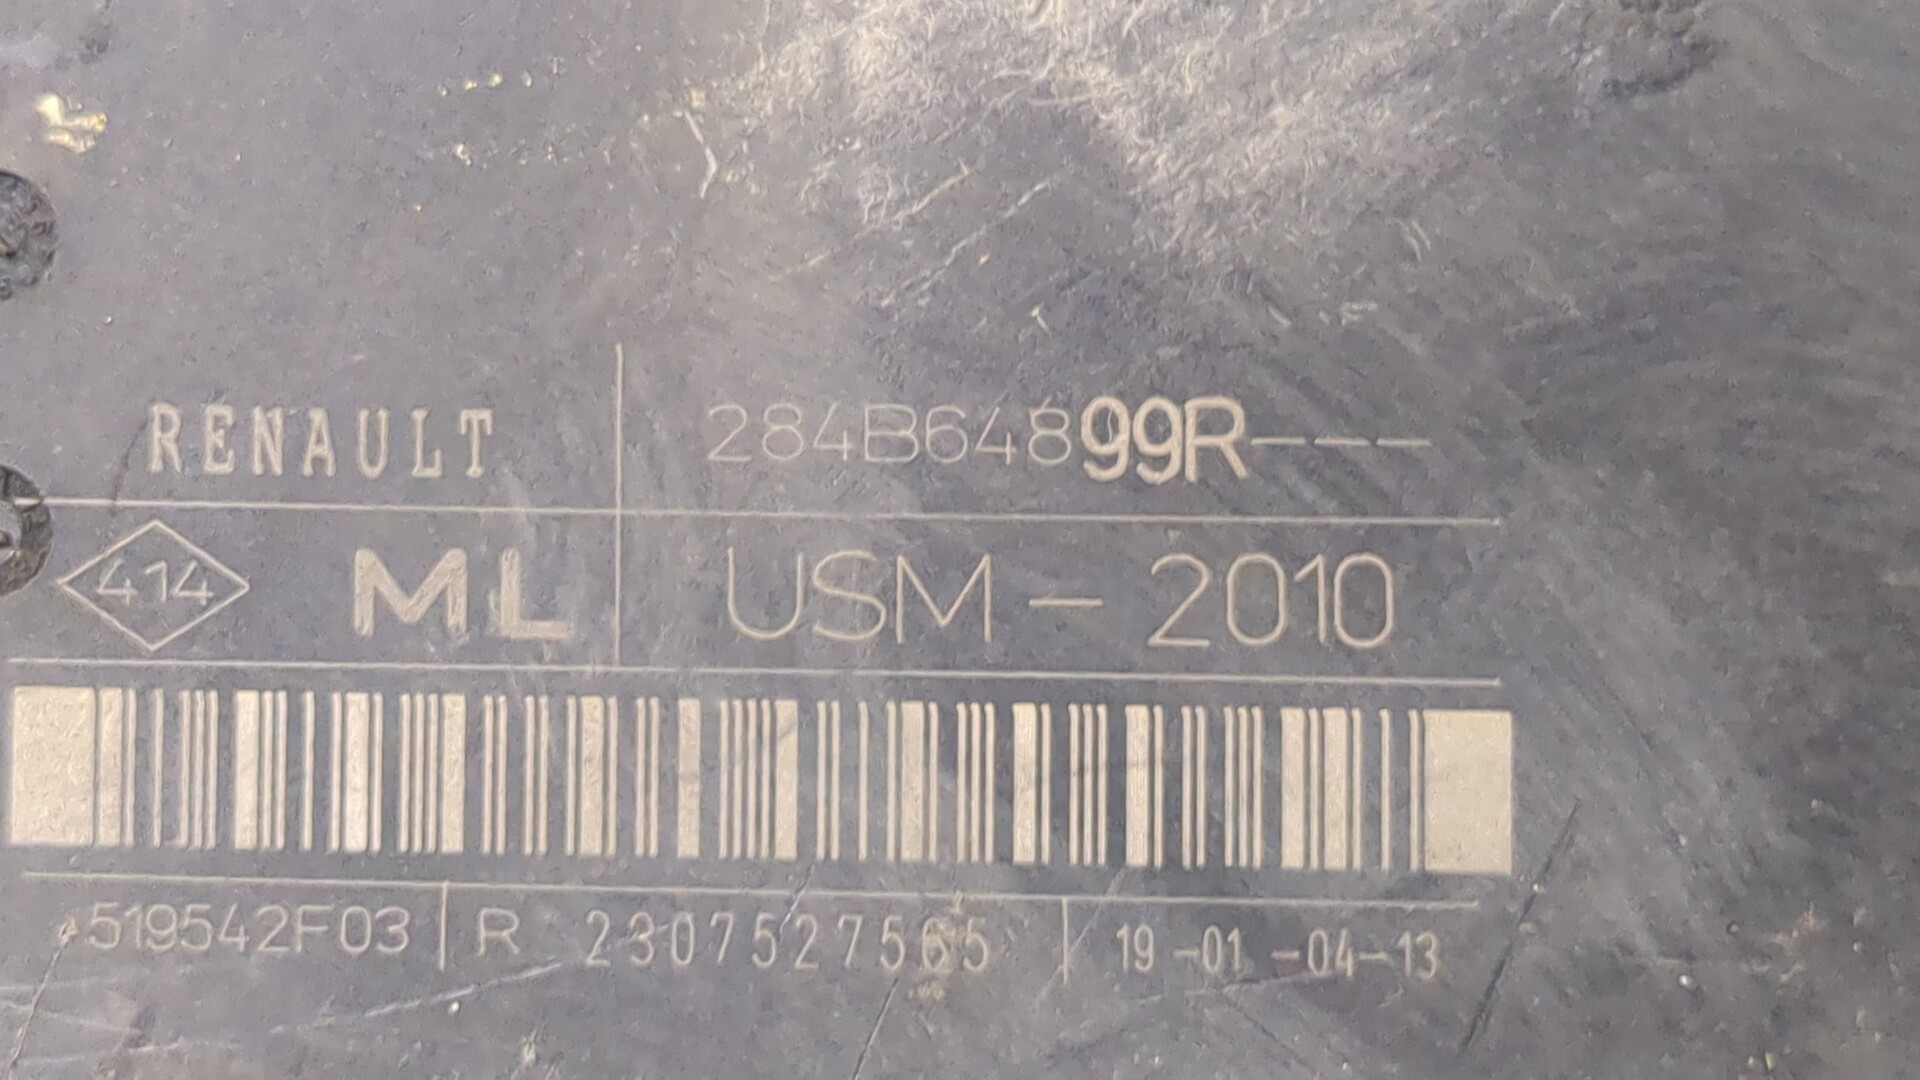 RENAULT 284B64899R---
414 ML USM - 2010
519542F03 R 2307527565 19-01-04-13